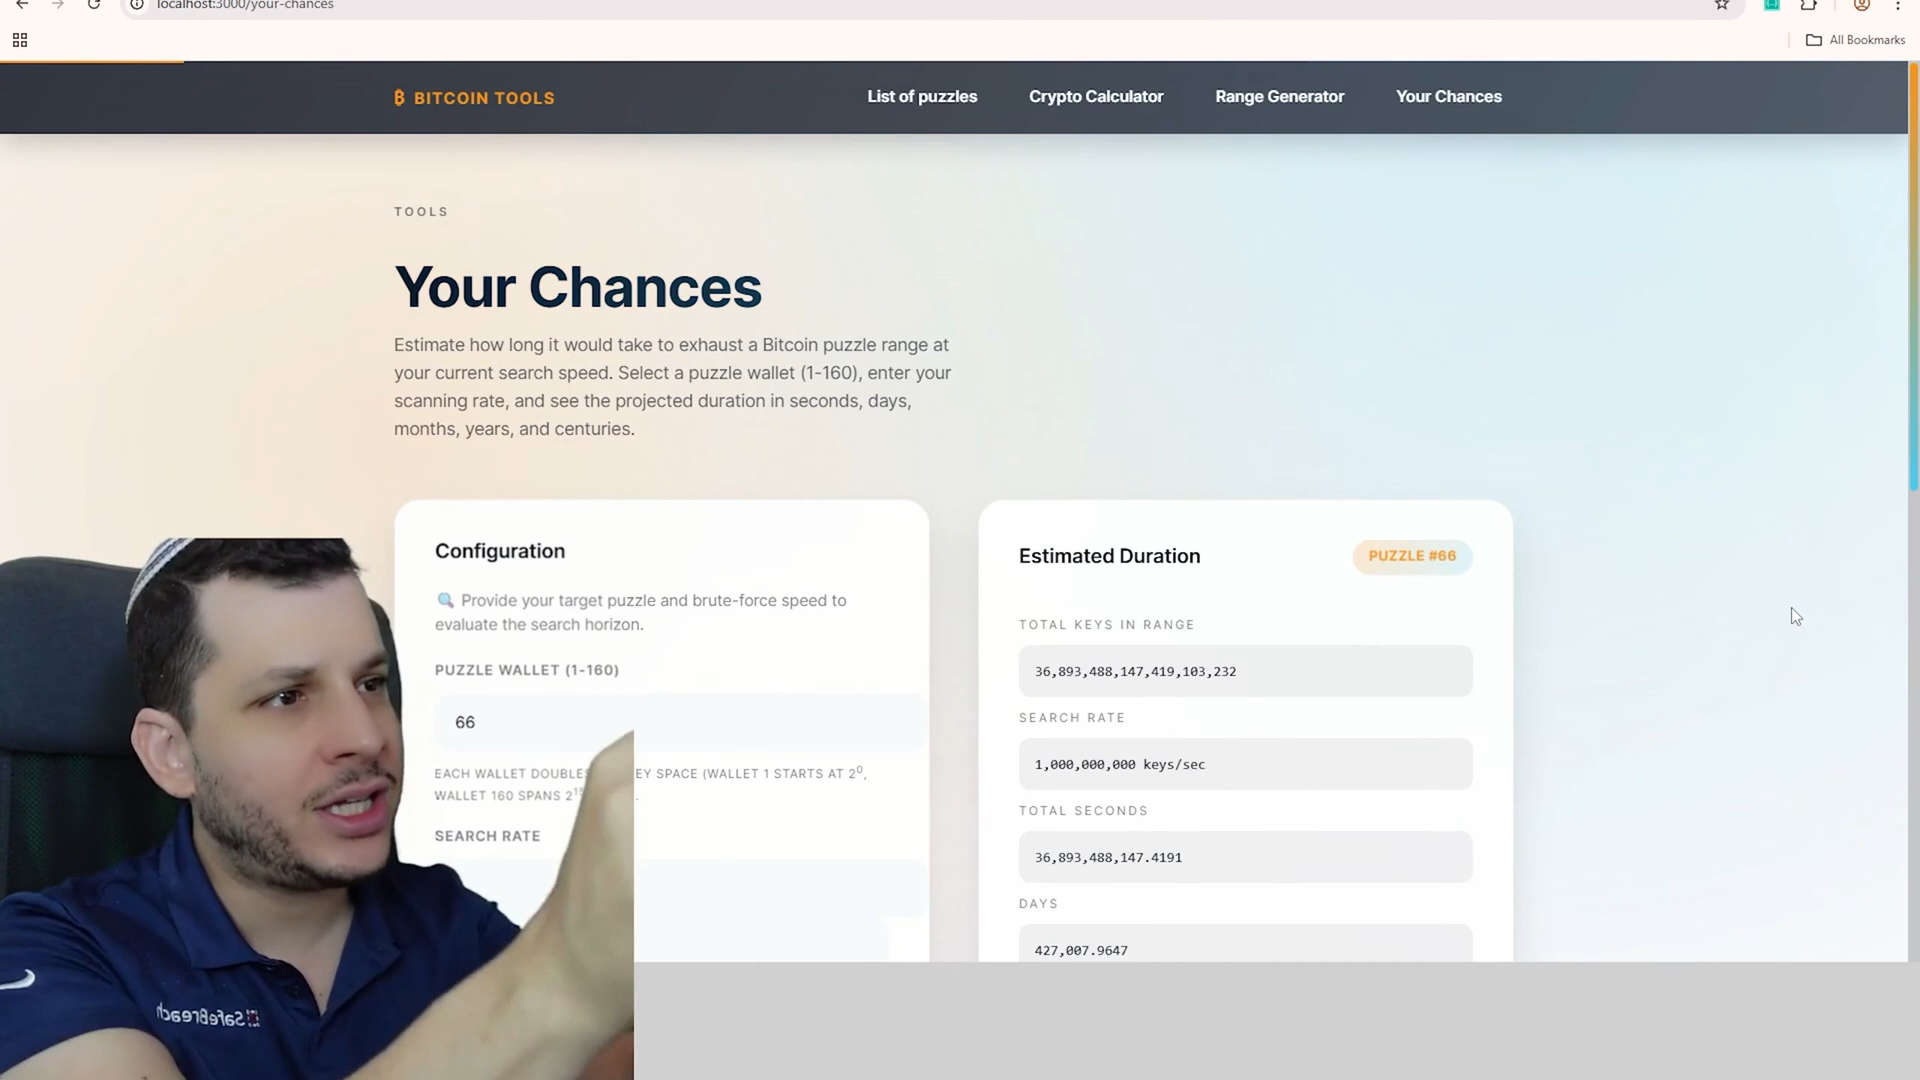 localhost:3000/your-chances
All Bookmarks
₿ BITCOIN TOOLS
List of puzzles
Crypto Calculator
Range Generator
Your Chances
TOOLS
Your Chances
Estimate how long it would take to exhaust a Bitcoin puzzle range at
your current search speed. Select a puzzle wallet (1-160), enter your
scanning rate, and see the projected duration in seconds, days,
months, years, and centuries.
Configuration
🔍 Provide your target puzzle and brute-force speed to
evaluate the search horizon.
PUZZLE WALLET (1-160)
66
EACH WALLET DOUBLES EY SPACE (WALLET 1 STARTS AT 2⁰,
WALLET 160 SPANS
SEARCH RATE
Estimated Duration
PUZZLE #66
TOTAL KEYS IN RANGE
36,893,488,147,419,103,232
SEARCH RATE
1,000,000,000 keys/sec
TOTAL SECONDS
36,893,488,147.4191
DAYS
427,007.9647
SafeBreach